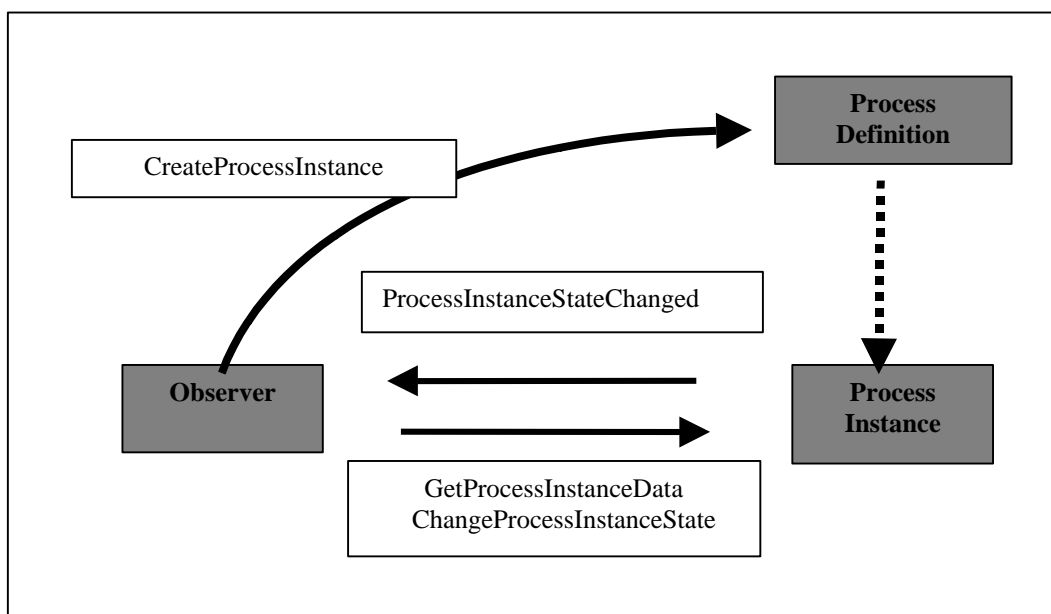 Process
Definition
CreateProcessInstance
ProcessInstanceStateChanged
Observer
Process
Instance
GetProcessInstanceData
ChangeProcessInstanceState